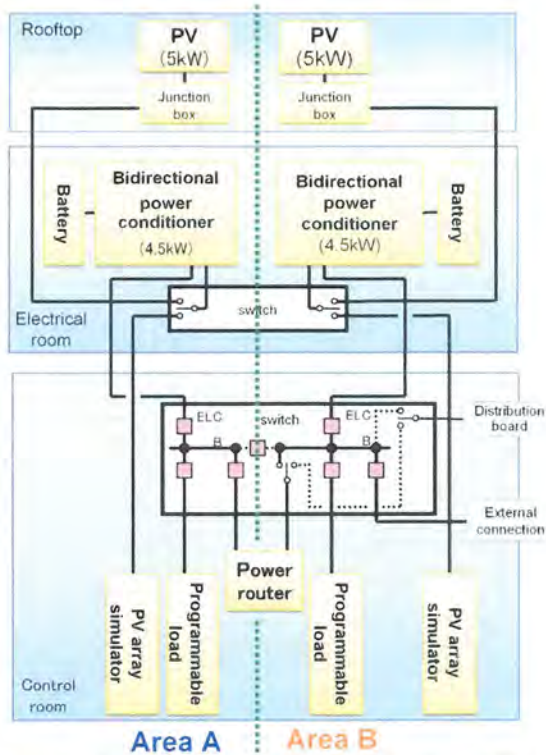 Rooftop
PV
(5kW)
PV
(5kW)
Junction
box
Junction
box
Battery
Bidirectional
power
conditioner
(4.5kW)
Bidirectional
power
conditioner
(4.5kW)
Battery
switch
Electrical
room
ELC
switch
ELC
B
B
Distribution
board
External
connection
Power
router
PV array
simulator
Programmable
load
Programmable
load
PV array
simulator
Control
room
Area A
Area B